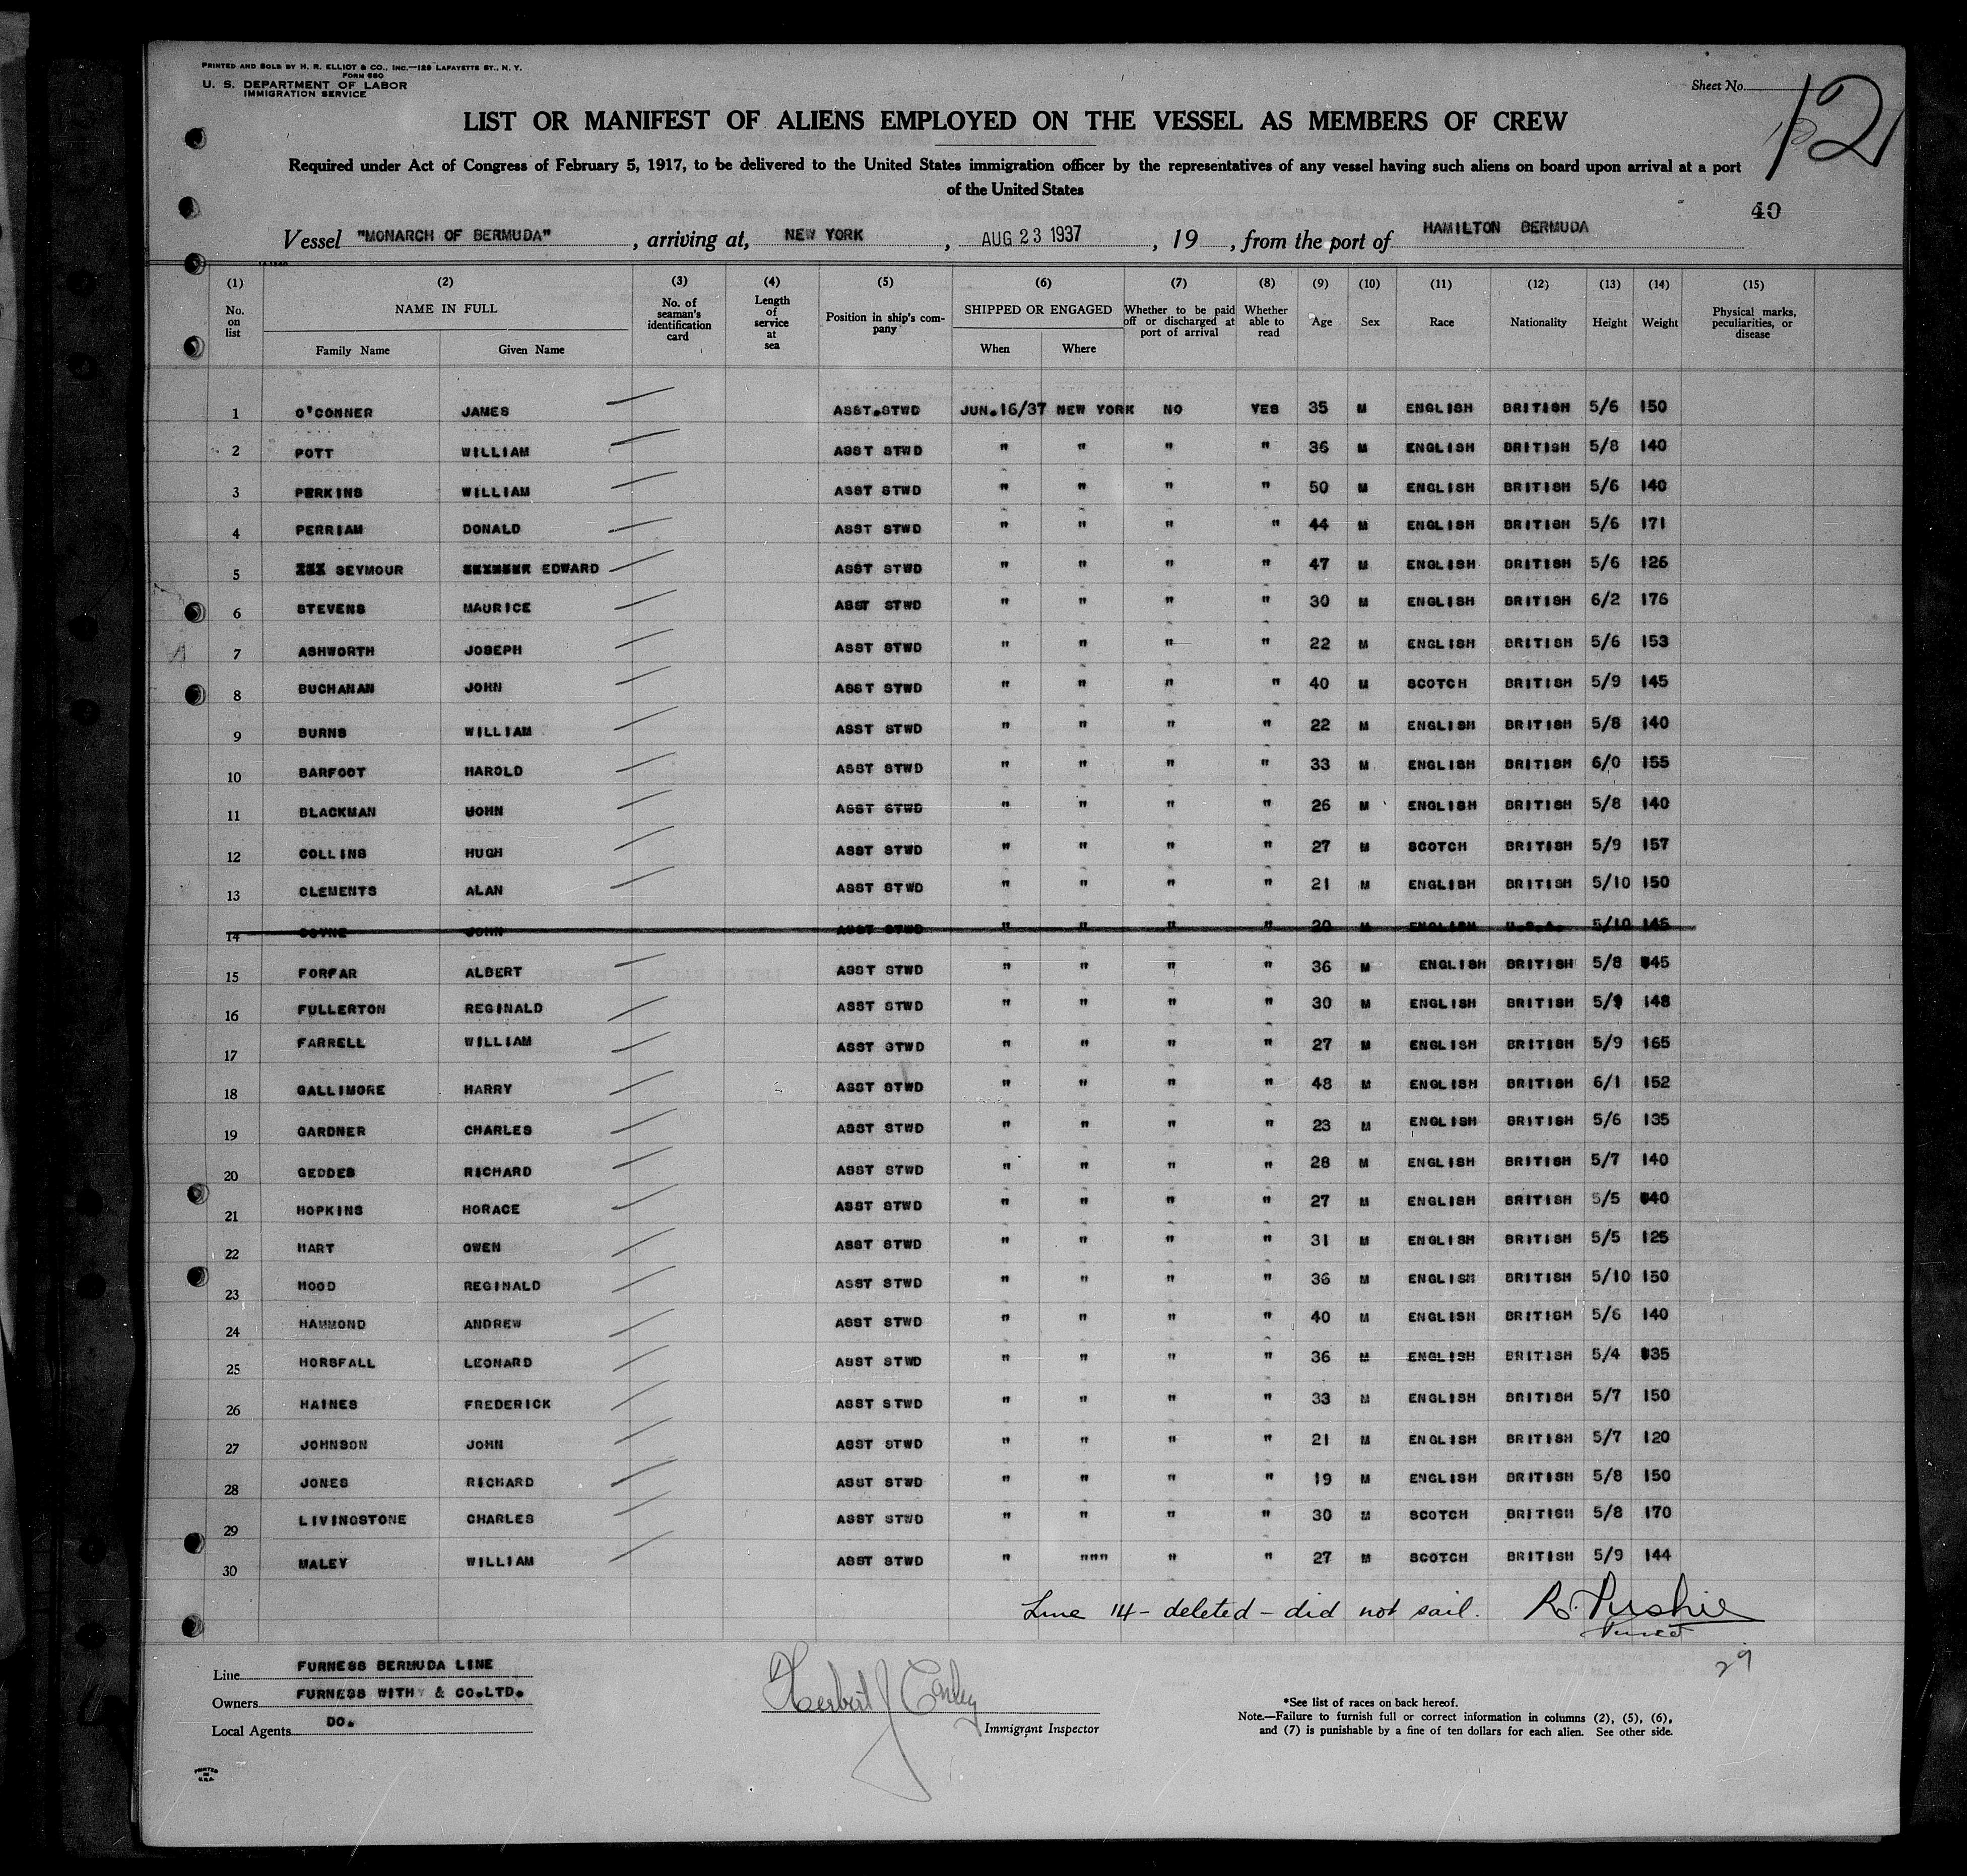 PRINTED AND SOLD BY H. R. ELLIOT & CO., INC.—129 LAFAYETTE ST., N. Y.
FORM 680
U. S. DEPARTMENT OF LABOR
IMMIGRATION SERVICE
Sheet No.
12
LIST OR MANIFEST OF ALIENS EMPLOYED ON THE VESSEL AS MEMBERS OF CREW
Required under Act of Congress of February 5, 1917, to be delivered to the United States immigration officer by the representatives of any vessel having such aliens on board upon arrival at a port
of the United States
40
Vessel "MONARCH OF BERMUDA", arriving at, NEW YORK, AUG 23 1937, 19, from the port of HAMILTON BERMUDA
(1) (2) (3) (4) (5) (6) (7) (8) (9) (10) (11) (12) (13) (14) (15)
No. on list NAME IN FULL Family Name Given Name No. of seaman's identification card Length of service at sea Position in ship's company SHIPPED OR ENGAGED When Where Whether to be paid off or discharged at port of arrival Whether able to read Age Sex Race Nationality Height Weight Physical marks, peculiarities, or disease
1 O'CONNER JAMES ASST.STWD JUN.16/37 NEW YORK NO YES 35 M ENGLISH BRITISH 5/6 150
2 POTT WILLIAM ASST STWD " " " " 36 M ENGLISH BRITISH 5/8 140
3 PERKINS WILLIAM ASST STWD " " " " 50 M ENGLISH BRITISH 5/6 140
4 PERRIAM DONALD ASST STWD " " " " 44 M ENGLISH BRITISH 5/6 171
5 SEYMOUR EDWARD ASST STWD " " " " 47 M ENGLISH BRITISH 5/6 126
6 STEVENS MAURICE ASST STWD " " " " 30 M ENGLISH BRITISH 6/2 176
7 ASHWORTH JOSEPH ASST STWD " " " " 22 M ENGLISH BRITISH 5/6 153
8 BUCHANAN JOHN ASST STWD " " " " 40 M SCOTCH BRITISH 5/9 145
9 BURNS WILLIAM ASST STWD " " " " 22 M ENGLISH BRITISH 5/8 140
10 BARFOOT HAROLD ASST STWD " " " " 33 M ENGLISH BRITISH 6/0 155
11 BLACKMAN JOHN ASST STWD " " " " 26 M ENGLISH BRITISH 5/8 140
12 COLLINS HUGH ASST STWD " " " " 27 M SCOTCH BRITISH 5/9 157
13 CLEMENTS ALAN ASST STWD " " " " 21 M ENGLISH BRITISH 5/10 150
14 JOHN ASST STWD " " " " 20 M ENGLISH U.S.A. 5/10
15 FORFAR ALBERT ASST STWD " " " " 36 M ENGLISH BRITISH 5/8 145
16 FULLERTON REGINALD ASST STWD " " " " 30 M ENGLISH BRITISH 5/9 148
17 FARRELL WILLIAM ASST STWD " " " " 27 M ENGLISH BRITISH 5/9 165
18 GALLIMORE HARRY ASST STWD " " " " 48 M ENGLISH BRITISH 6/1 152
19 GARDNER CHARLES ASST STWD " " " " 23 M ENGLISH BRITISH 5/6 135
20 GEDDES RICHARD ASST STWD " " " " 28 M ENGLISH BRITISH 5/7 140
21 HOPKINS HORACE ASST STWD " " " " 27 M ENGLISH BRITISH 5/5 140
22 HART OWEN ASST STWD " " " " 31 M ENGLISH BRITISH 5/5 125
23 HOOD REGINALD ASST STWD " " " " 36 M ENGLISH BRITISH 5/10 150
24 HAMMOND ANDREW ASST STWD " " " " 40 M ENGLISH BRITISH 5/6 140
25 HORSFALL LEONARD ASST STWD " " " " 36 M ENGLISH BRITISH 5/4 135
26 HAINES FREDERICK ASST STWD " " " " 33 M ENGLISH BRITISH 5/7 150
27 JOHNSON JOHN ASST STWD " " " " 21 M ENGLISH BRITISH 5/7 120
28 JONES RICHARD ASST STWD " " " " 19 M ENGLISH BRITISH 5/8 150
29 LIVINGSTONE CHARLES ASST STWD " " " " 30 M SCOTCH BRITISH 5/8 170
30 MALEY WILLIAM ASST STWD " """ " " 27 M SCOTCH BRITISH 5/9 144
Line 14 - deleted - did not sail.
29
Line FURNESS BERMUDA LINE
Owners FURNESS WITHY & CO.LTD.
Local Agents DO.
Herbert J
Immigrant Inspector
*See list of races on back hereof.
Note.—Failure to furnish full or correct information in columns (2), (5), (6),
and (7) is punishable by a fine of ten dollars for each alien. See other side.
PRINTED IN U.S.A.